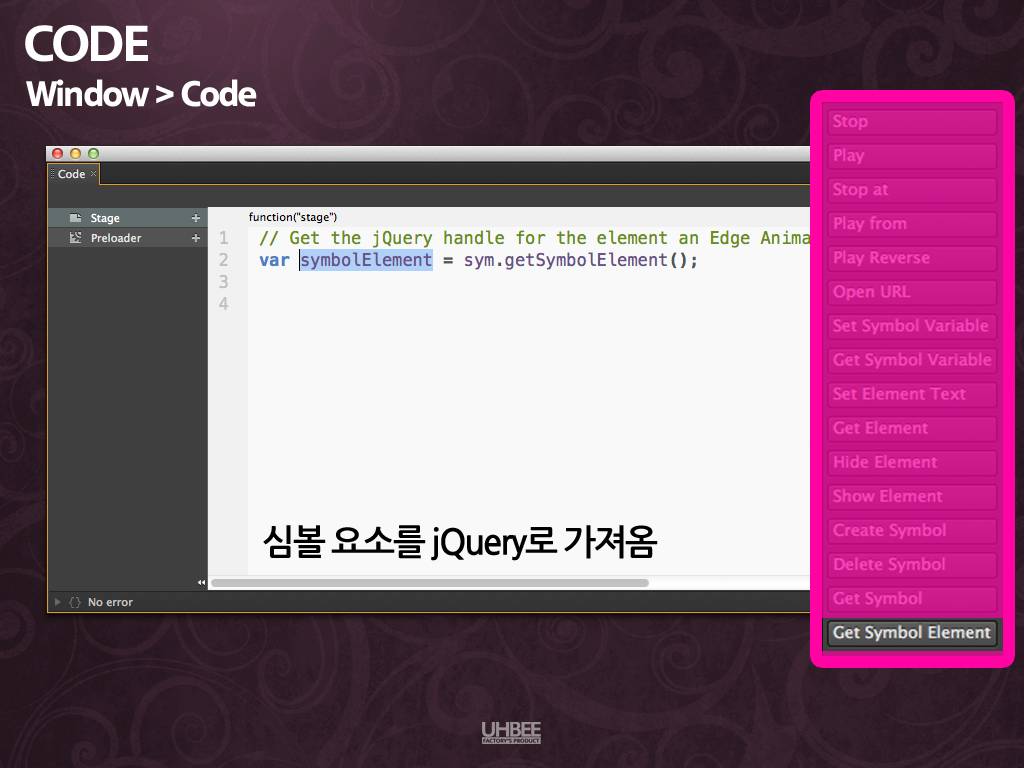 CODE
Window > Code
Code
Stage
Preloader
function("stage")
1 // Get the jQuery handle for the element an Edge Anima
2 var symbolElement = sym.getSymbolElement();
3
4
심볼 요소를 jQuery로 가져옴
{} No error
Stop
Play
Stop at
Play from
Play Reverse
Open URL
Set Symbol Variable
Get Symbol Variable
Set Element Text
Get Element
Hide Element
Show Element
Create Symbol
Delete Symbol
Get Symbol
Get Symbol Element
UHBEE
FACTORY'S PRODUCT